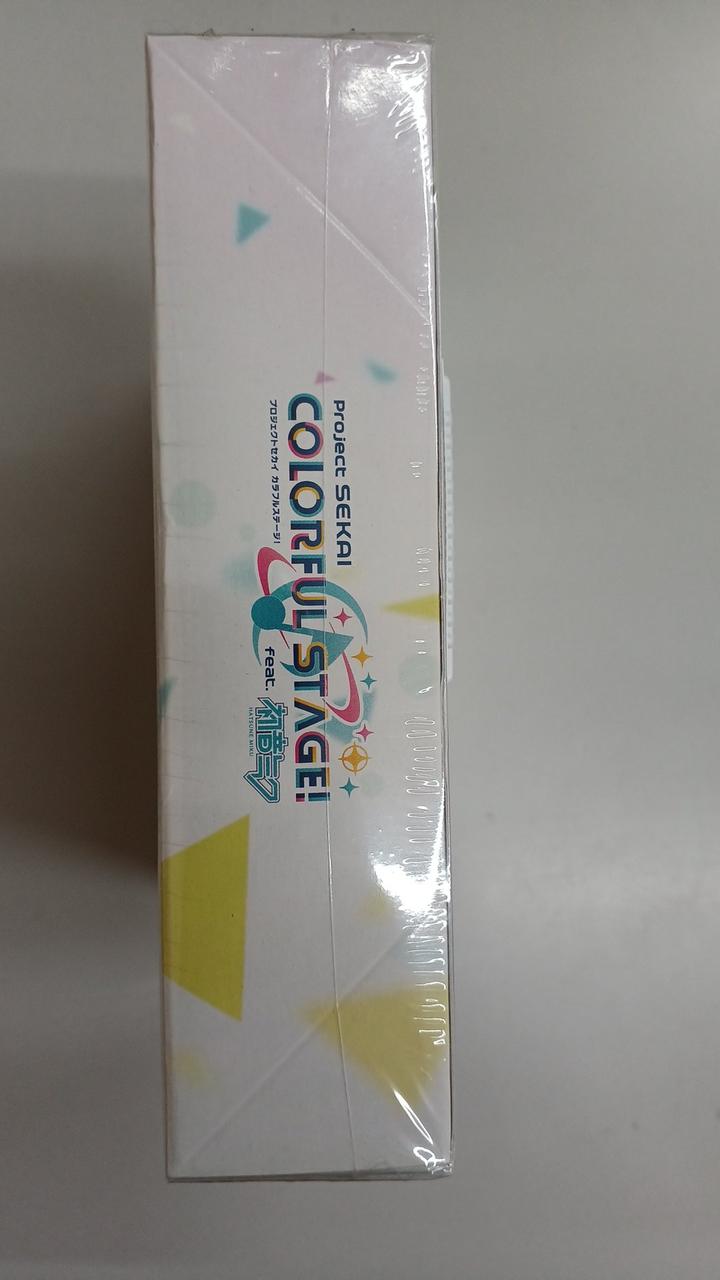 Project SEKAI
COLORFUL STAGE!
プロジェクトセカイ カラフルステージ!
feat.
初音ミク
HATSUNE MIKU